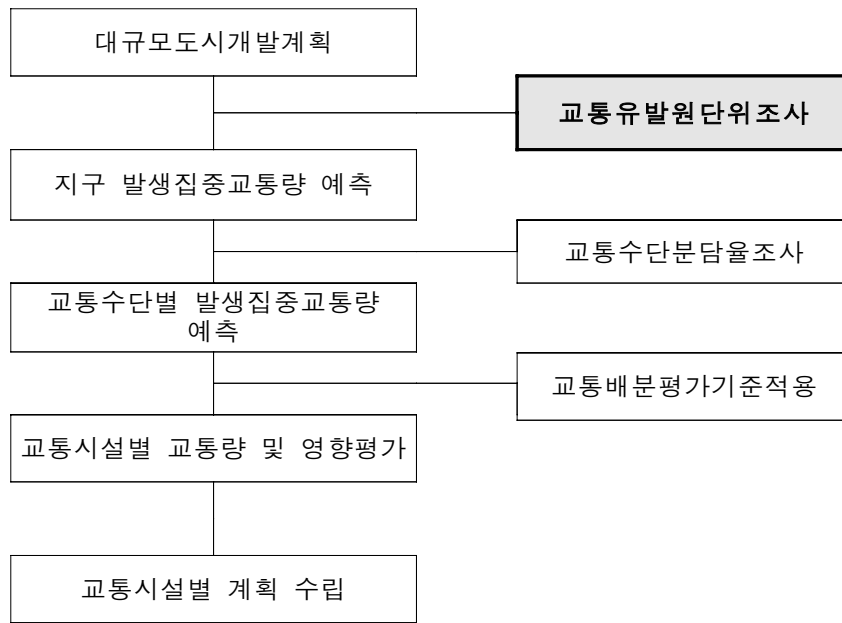 대규모도시개발계획
교통유발원단위조사
지구 발생집중교통량 예측
교통수단분담율조사
교통수단별 발생집중교통량
예측
교통배분평가기준적용
교통시설별 교통량 및 영향평가
교통시설별 계획 수립